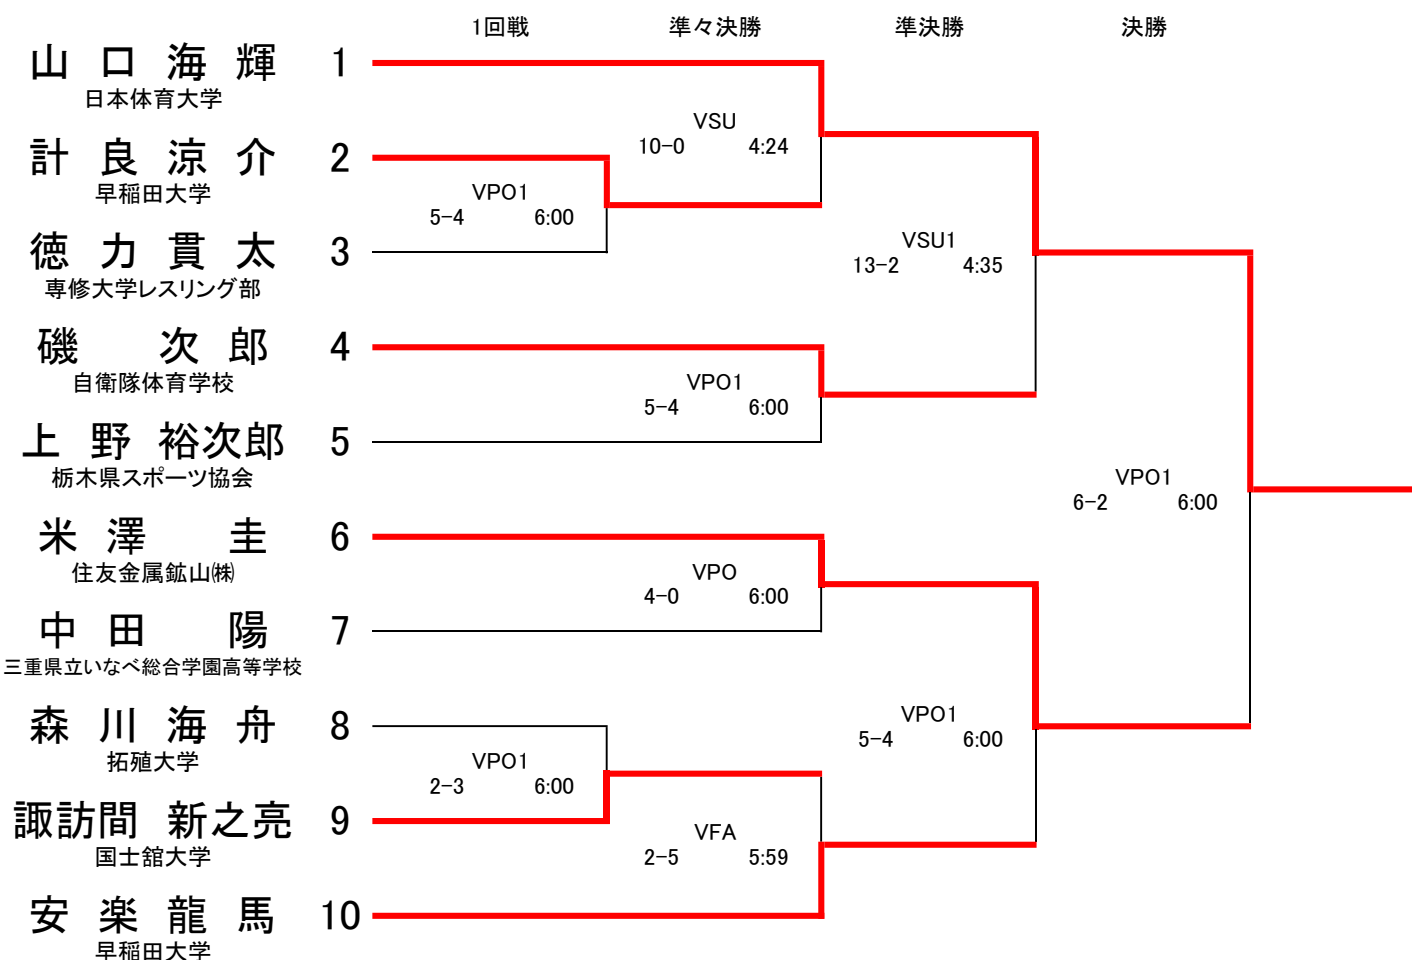 1回戦 準々決勝 準決勝 決勝
山口海輝 1
日本体育大学
VSU
10-0 4:24
計良涼介 2
早稲田大学
VPO1
5-4 6:00
徳力貫太 3
専修大学レスリング部
VSU1
13-2 4:35
磯次郎 4
自衛隊体育学校
VPO1
5-4 6:00
上野裕次郎 5
栃木県スポーツ協会
VPO1
6-2 6:00
米澤圭 6
住友金属鉱山㈱
VPO
4-0 6:00
中田陽 7
三重県立いなべ総合学園高等学校
森川海舟 8
拓殖大学
VPO1
5-4 6:00
VPO1
2-3 6:00
諏訪間 新之亮 9
国士舘大学
VFA
2-5 5:59
安楽龍馬 10
早稲田大学